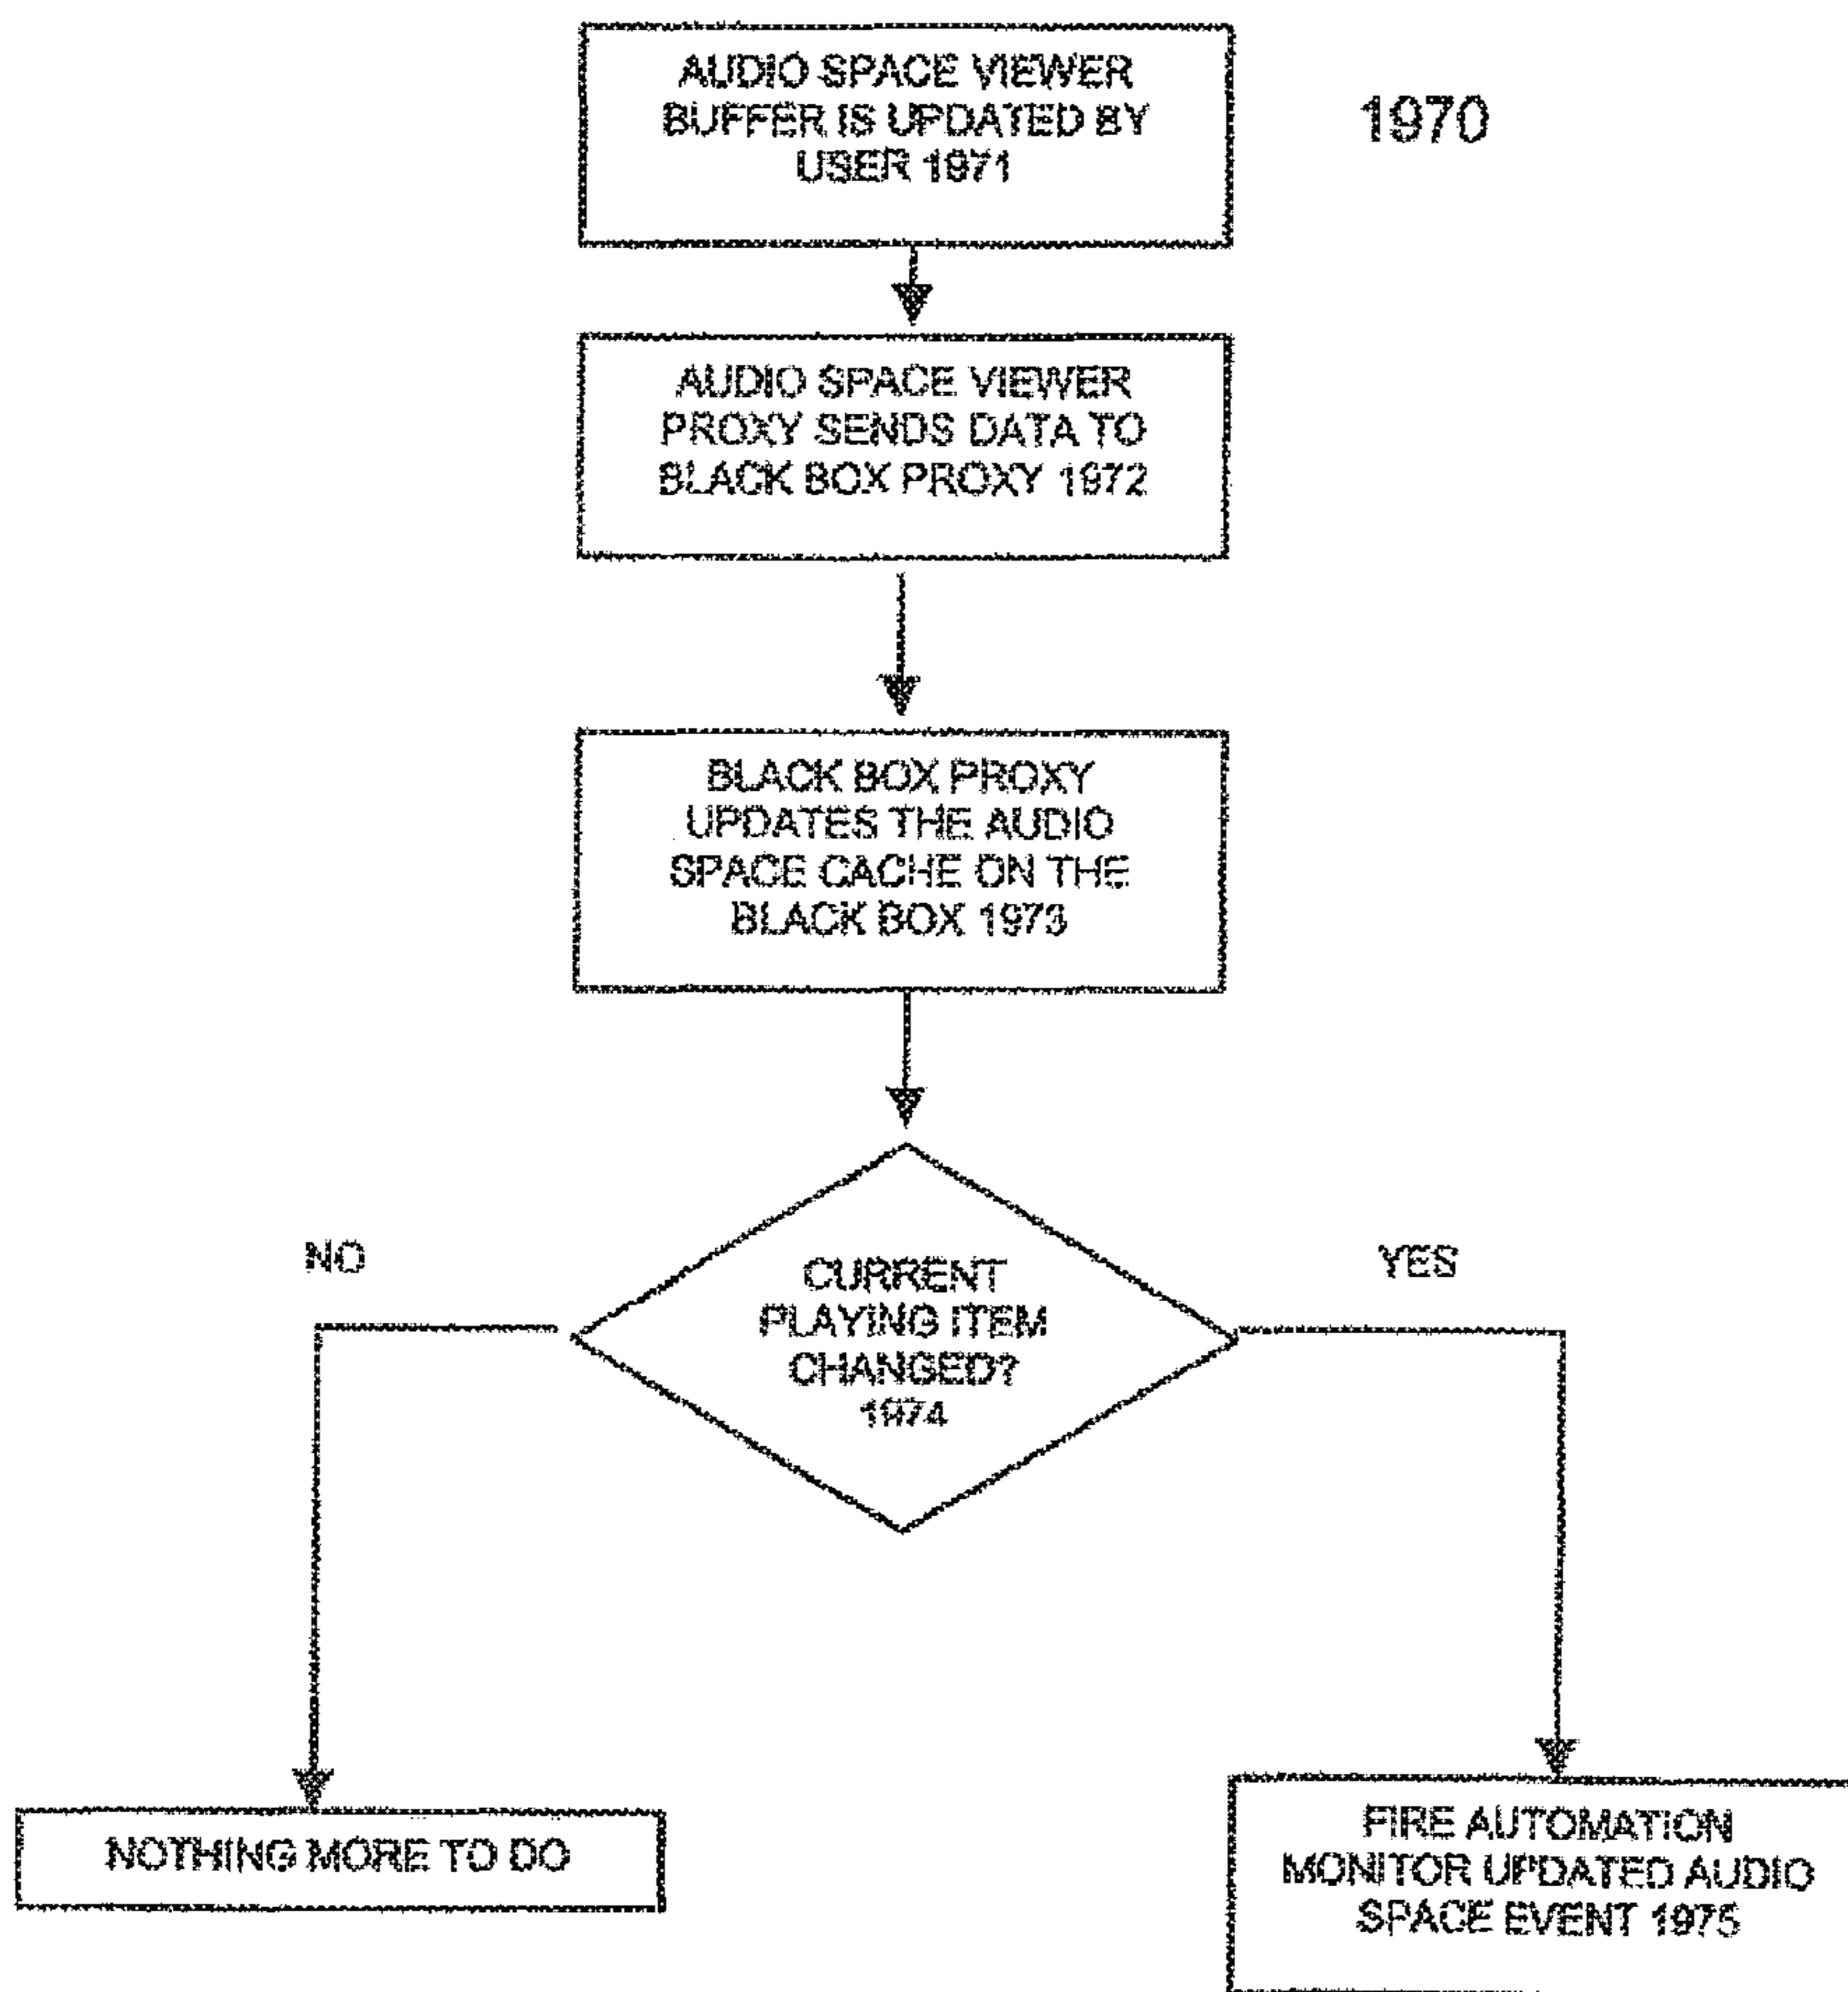 AUDIO SPACE VIEWER
BUFFER IS UPDATED BY
USER 1971
1970
AUDIO SPACE VIEWER
PROXY SENDS DATA TO
BLACK BOX PROXY 1972
BLACK BOX PROXY
UPDATES THE AUDIO
SPACE CACHE ON THE
BLACK BOX 1973
NO
YES
CURRENT
PLAYING ITEM
CHANGED?
1974
NOTHING MORE TO DO
FIRE AUTOMATION
MONITOR UPDATED AUDIO
SPACE EVENT 1975